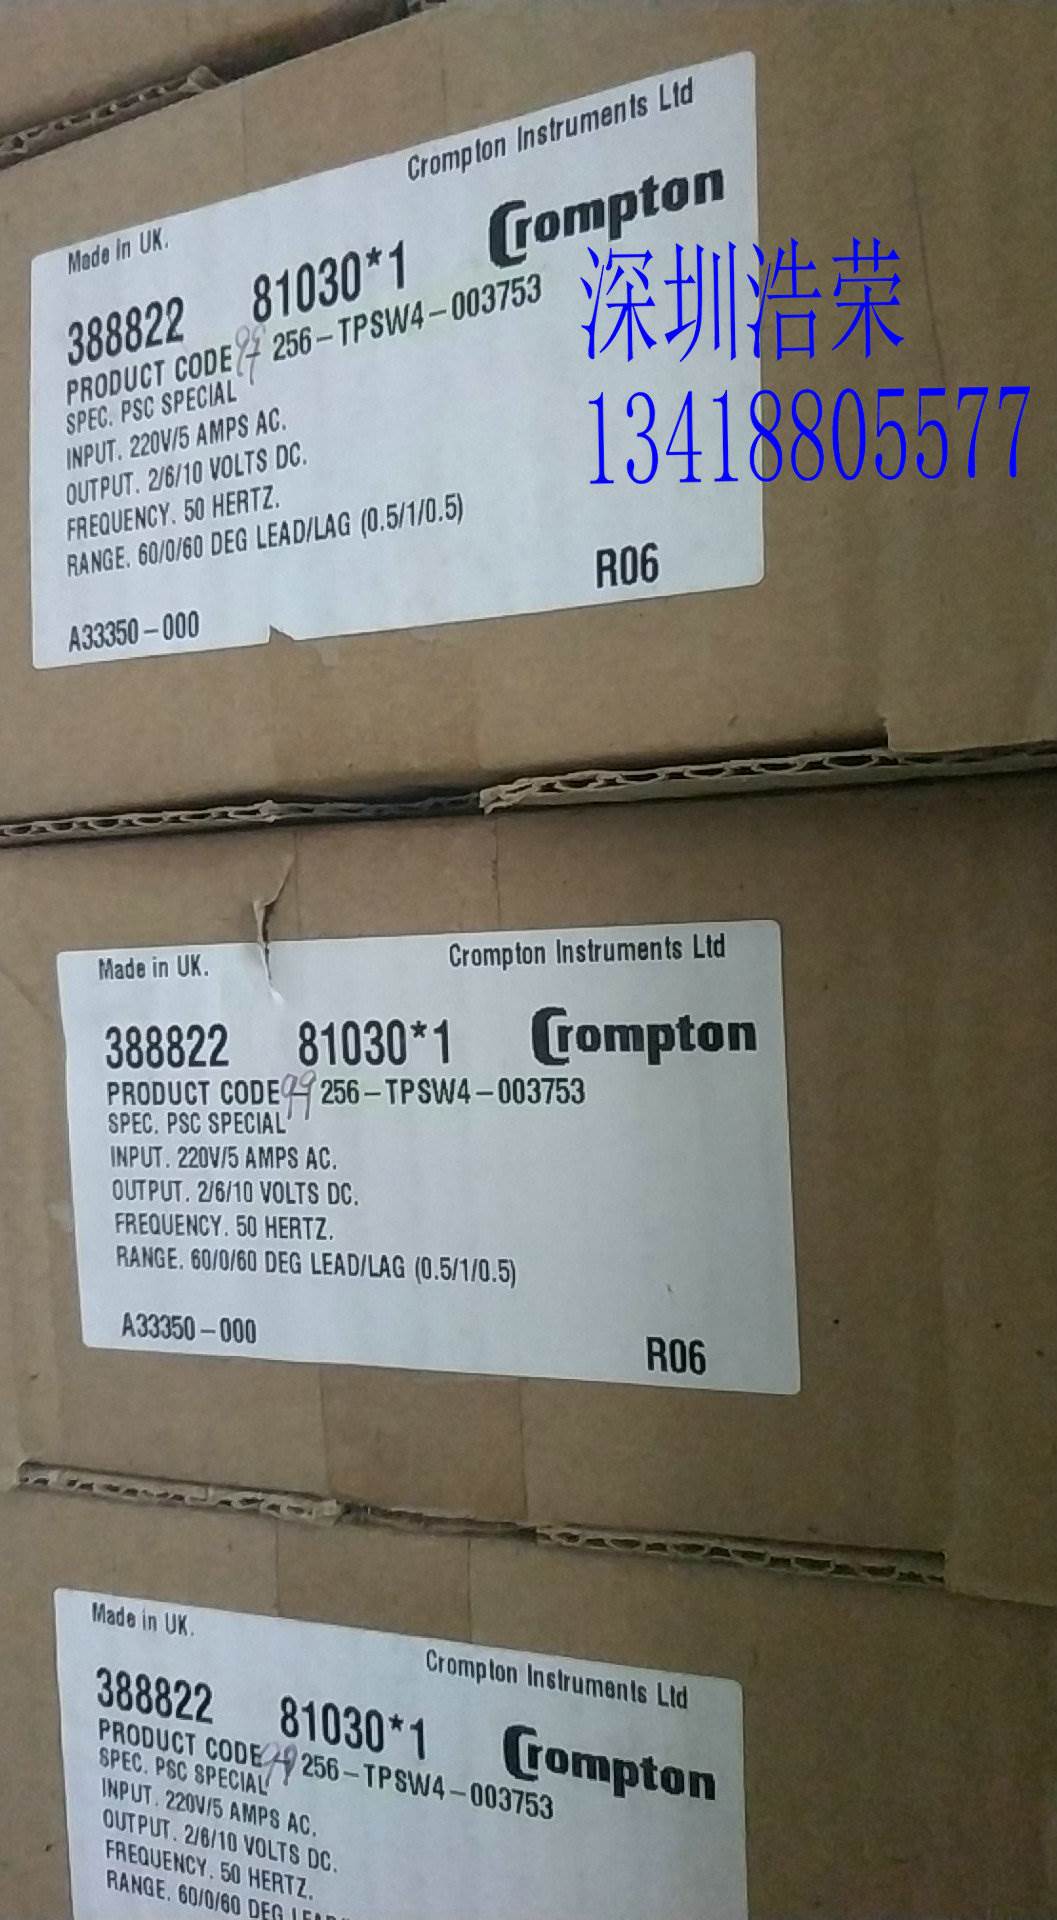 Crompton Instruments Ltd
Made in UK.
388822 81030*1 Crompton
PRODUCT CODE 99 256-TPSW4-003753
SPEC. PSC SPECIAL
INPUT. 220V/5 AMPS AC.
OUTPUT. 2/6/10 VOLTS DC.
FREQUENCY. 50 HERTZ.
RANGE. 60/0/60 DEG LEAD/LAG (0.5/1/0.5)
R06
A33350-000
深圳浩荣
13418805577
Made in UK. Crompton Instruments Ltd
388822 81030*1 Crompton
PRODUCT CODE 99 256-TPSW4-003753
SPEC. PSC SPECIAL
INPUT. 220V/5 AMPS AC.
OUTPUT. 2/6/10 VOLTS DC.
FREQUENCY. 50 HERTZ.
RANGE. 60/0/60 DEG LEAD/LAG (0.5/1/0.5)
A33350-000
R06
Made in UK.
Crompton Instruments Ltd
388822 81030*1 Crompton
PRODUCT CODE 99 256-TPSW4-003753
SPEC. PSC SPECIAL
INPUT. 220V/5 AMPS AC.
OUTPUT. 2/6/10 VOLTS DC.
FREQUENCY. 50 HERTZ.
RANGE. 60/0/60 DEG